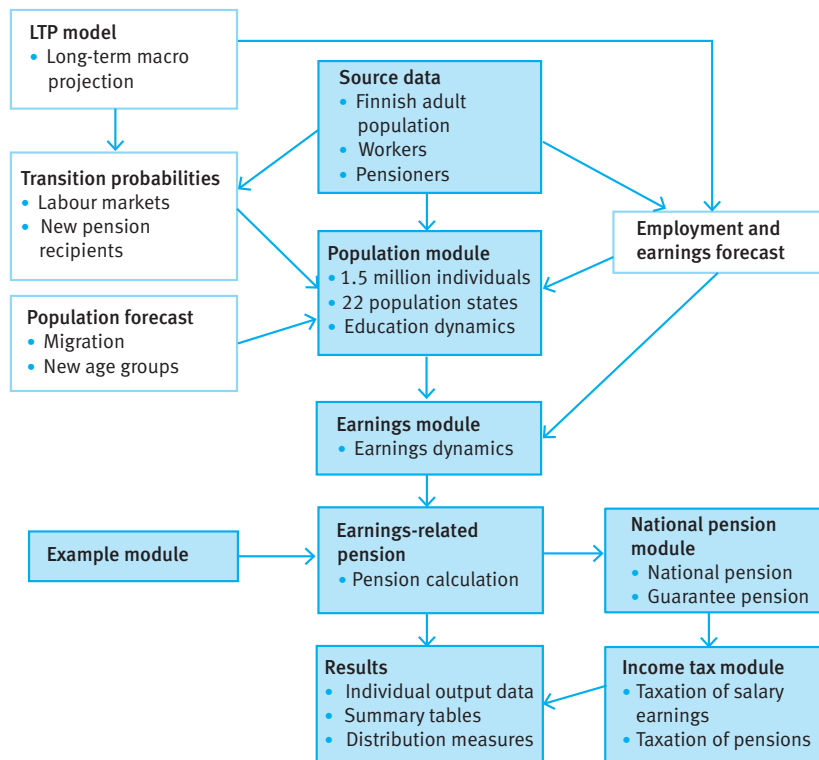 LTP model
• Long-term macro
projection
Source data
• Finnish adult
population
• Workers
• Pensioners
Transition probabilities
• Labour markets
• New pension
recipients
Employment and
earnings forecast
Population module
• 1.5 million individuals
• 22 population states
• Education dynamics
Population forecast
• Migration
• New age groups
Earnings module
• Earnings dynamics
Example module
Earnings-related
pension
• Pension calculation
National pension
module
• National pension
• Guarantee pension
Results
• Individual output data
• Summary tables
• Distribution measures
Income tax module
• Taxation of salary
earnings
• Taxation of pensions